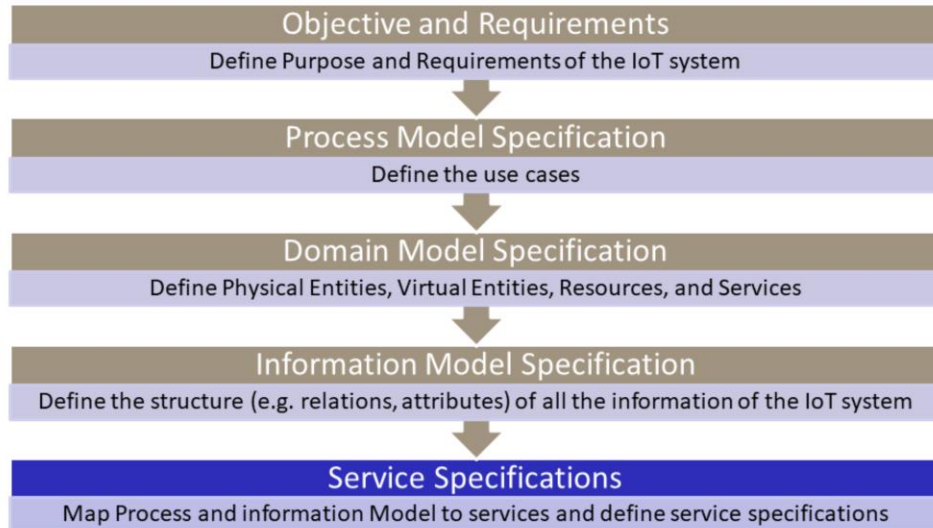 Objective and Requirements
Define Purpose and Requirements of the IoT system
Process Model Specification
Define the use cases
Domain Model Specification
Define Physical Entities, Virtual Entities, Resources, and Services
Information Model Specification
Define the structure (e.g. relations, attributes) of all the information of the IoT system
Service Specifications
Map Process and information Model to services and define service specifications